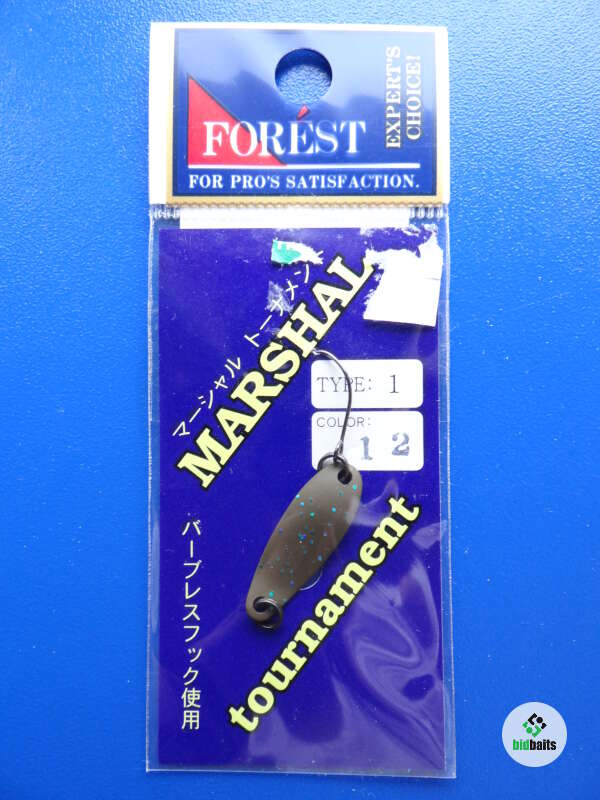 FORÉST
EXPERT'S
CHOICE!
FOR PRO'S SATISFACTION.
マーシャル トーナメント
MARSHAL
TYPE: 1
COLOR:
12
tournament
バーブレスフック使用
bidbaits